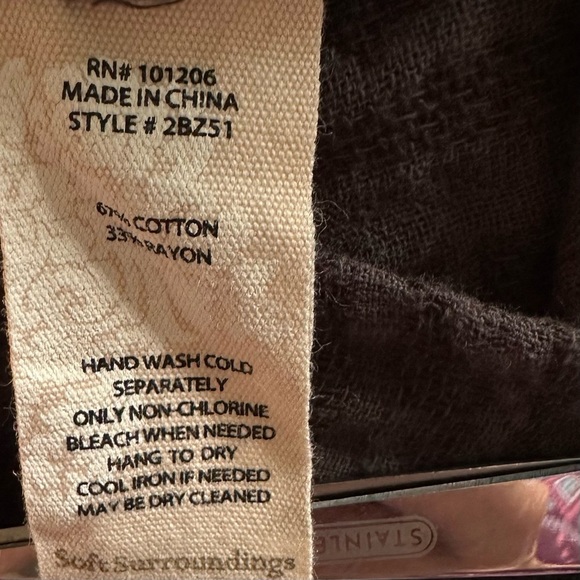 RN# 101206
MADE IN CHINA
STYLE # 2BZ51
67% COTTON
33% RAYON
HAND WASH COLD
SEPARATELY
ONLY NON-CHLORINE
BLEACH WHEN NEEDED
HANG TO DRY
COOL IRON IF NEEDED
MAY BE DRY CLEANED
Soft Surroundings